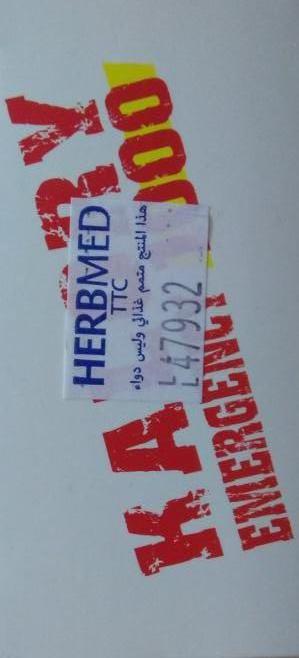 HERBMED
TTC
هذا المنتج متمم غذائي وليس دواء
L47932
EMERGENCY